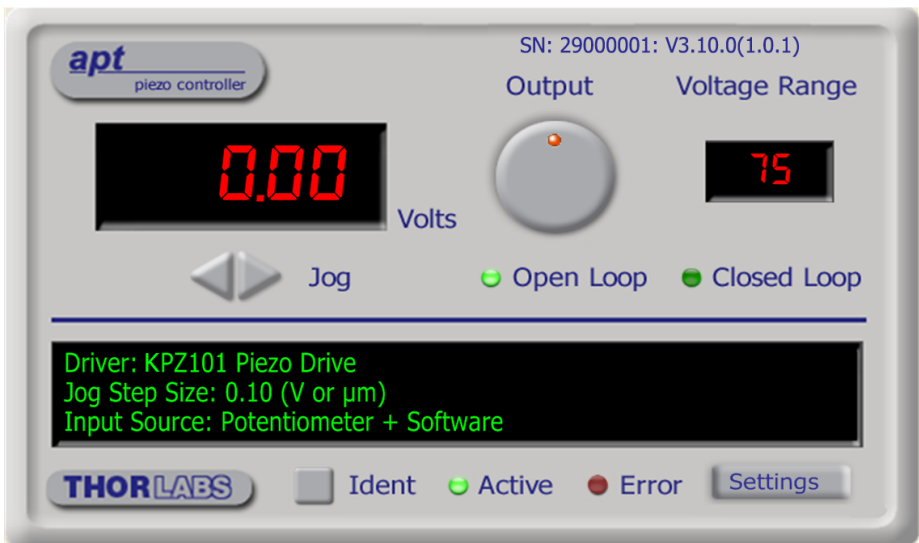 SN: 29000001: V3.10.0(1.0.1)
apt
piezo controller
Output
Voltage Range
0.00
Volts
75
Jog
Open Loop
Closed Loop
Driver: KPZ101 Piezo Drive
Jog Step Size: 0.10 (V or µm)
Input Source: Potentiometer + Software
THORLABS
Ident
Active
Error
Settings